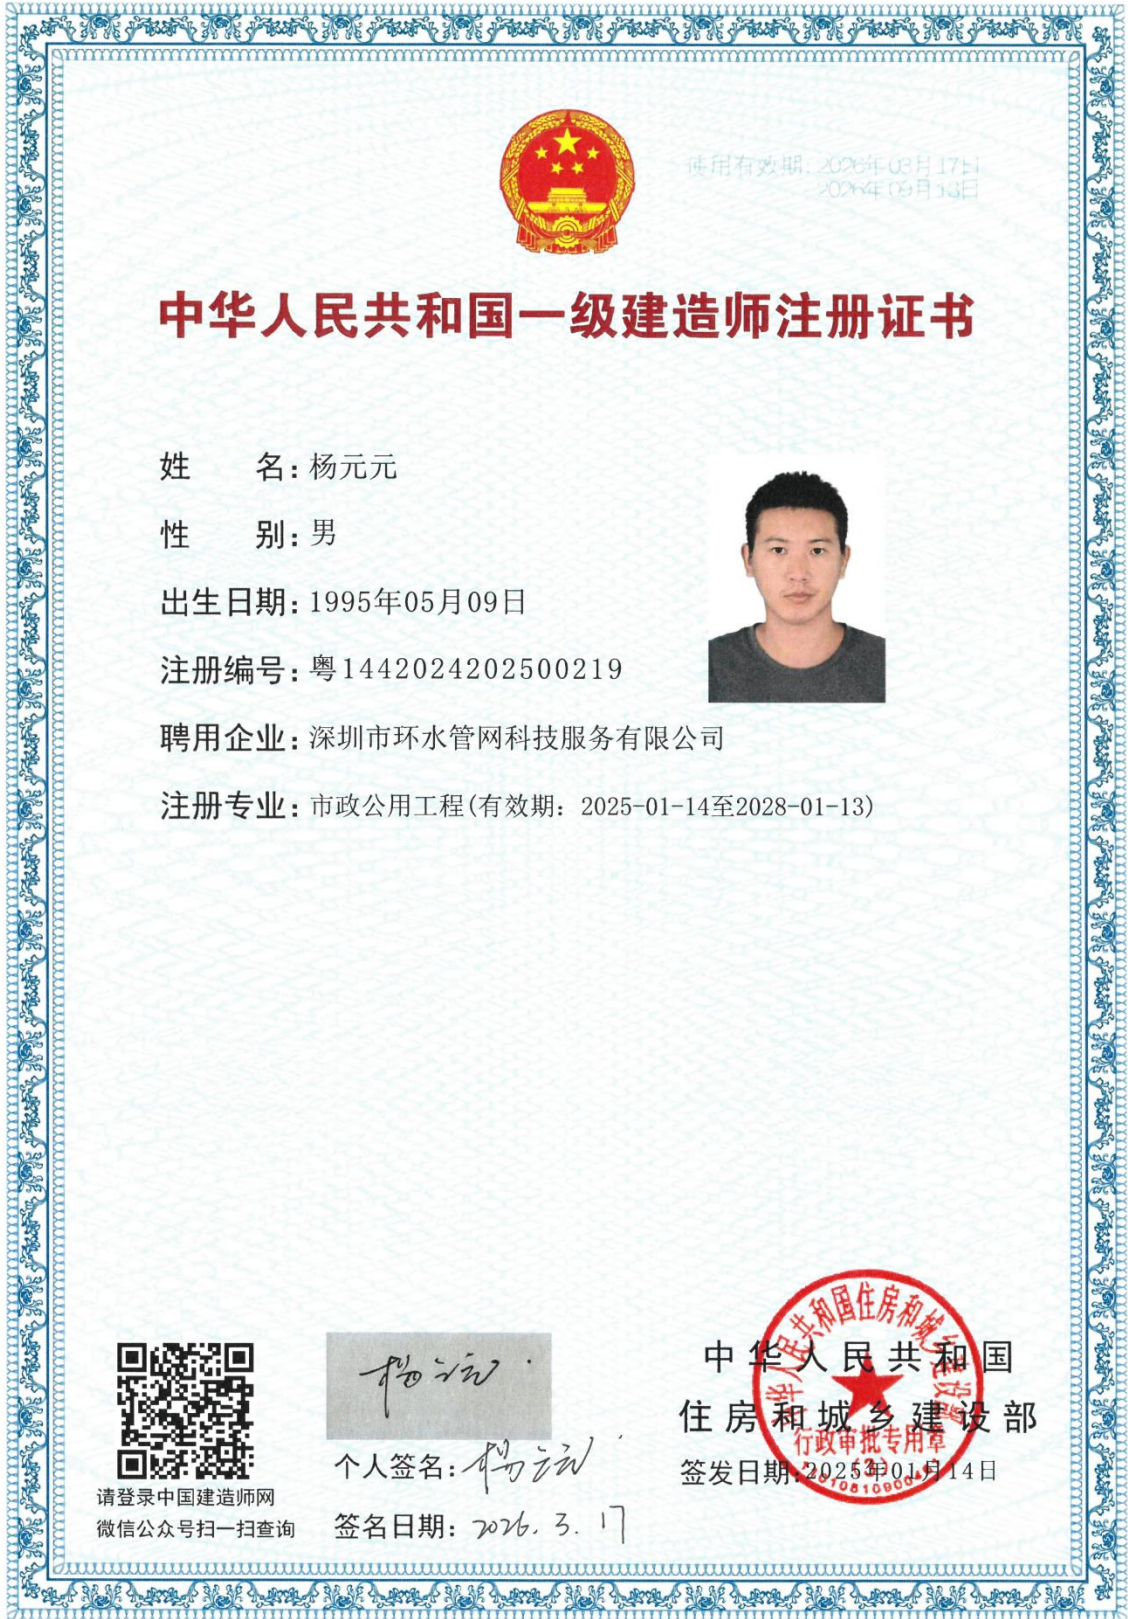 使用有效期: 2026年03月17日
2026年09月13日
中华人民共和国一级建造师注册证书
姓 名: 杨元元
性 别: 男
出生日期: 1995年05月09日
注册编号: 粤1442024202500219
聘用企业: 深圳市环水管网科技服务有限公司
注册专业: 市政公用工程(有效期: 2025-01-14至2028-01-13)
请登录中国建造师网
微信公众号扫一扫查询
杨元元
个人签名: 杨元元
签名日期: 2026.3.17
中华人民共和国
住房和城乡建设部
签发日期: 2025年01月14日
中华人民共和国住房和城乡建设部
行政审批专用章
(3)